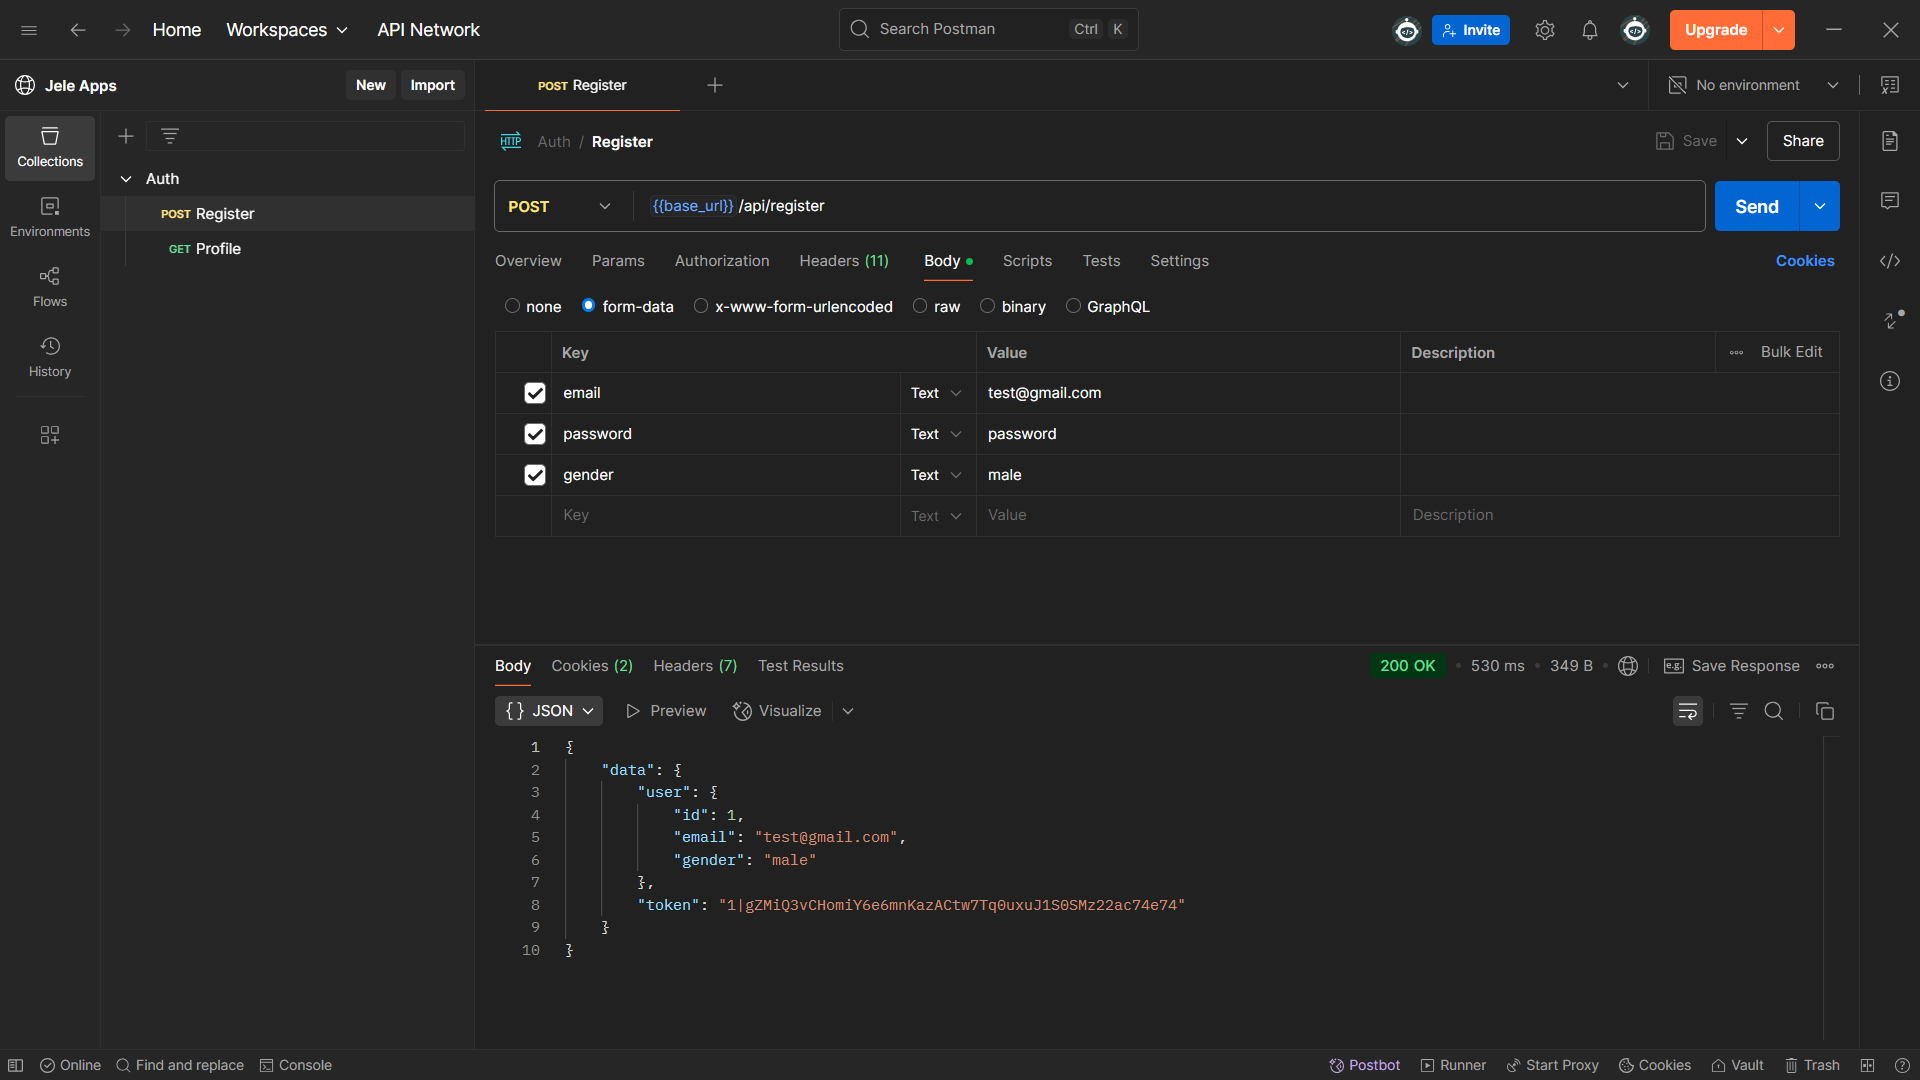 Home Workspaces API Network Search Postman Ctrl K Invite Upgrade
Jele Apps New Import POST Register No environment
Collections
Environments
Flows
History
Auth
POST Register
GET Profile
HTTP Auth / Register Save Share
POST {{base_url}} /api/register Send
Overview Params Authorization Headers (11) Body Scripts Tests Settings Cookies
none form-data x-www-form-urlencoded raw binary GraphQL
Key Value Description Bulk Edit
email Text test@gmail.com
password Text password
gender Text male
Key Text Value Description
Body Cookies (2) Headers (7) Test Results 200 OK 530 ms 349 B e.g. Save Response
{} JSON Preview Visualize
1 {
2 "data": {
3 "user": {
4 "id": 1,
5 "email": "test@gmail.com",
6 "gender": "male"
7 },
8 "token": "1|gZMiQ3vCHomiY6e6mnKazACtw7Tq0uxuJ1S0SMz22ac74e74"
9 }
10 }
Online Find and replace Console Postbot Runner Start Proxy Cookies Vault Trash